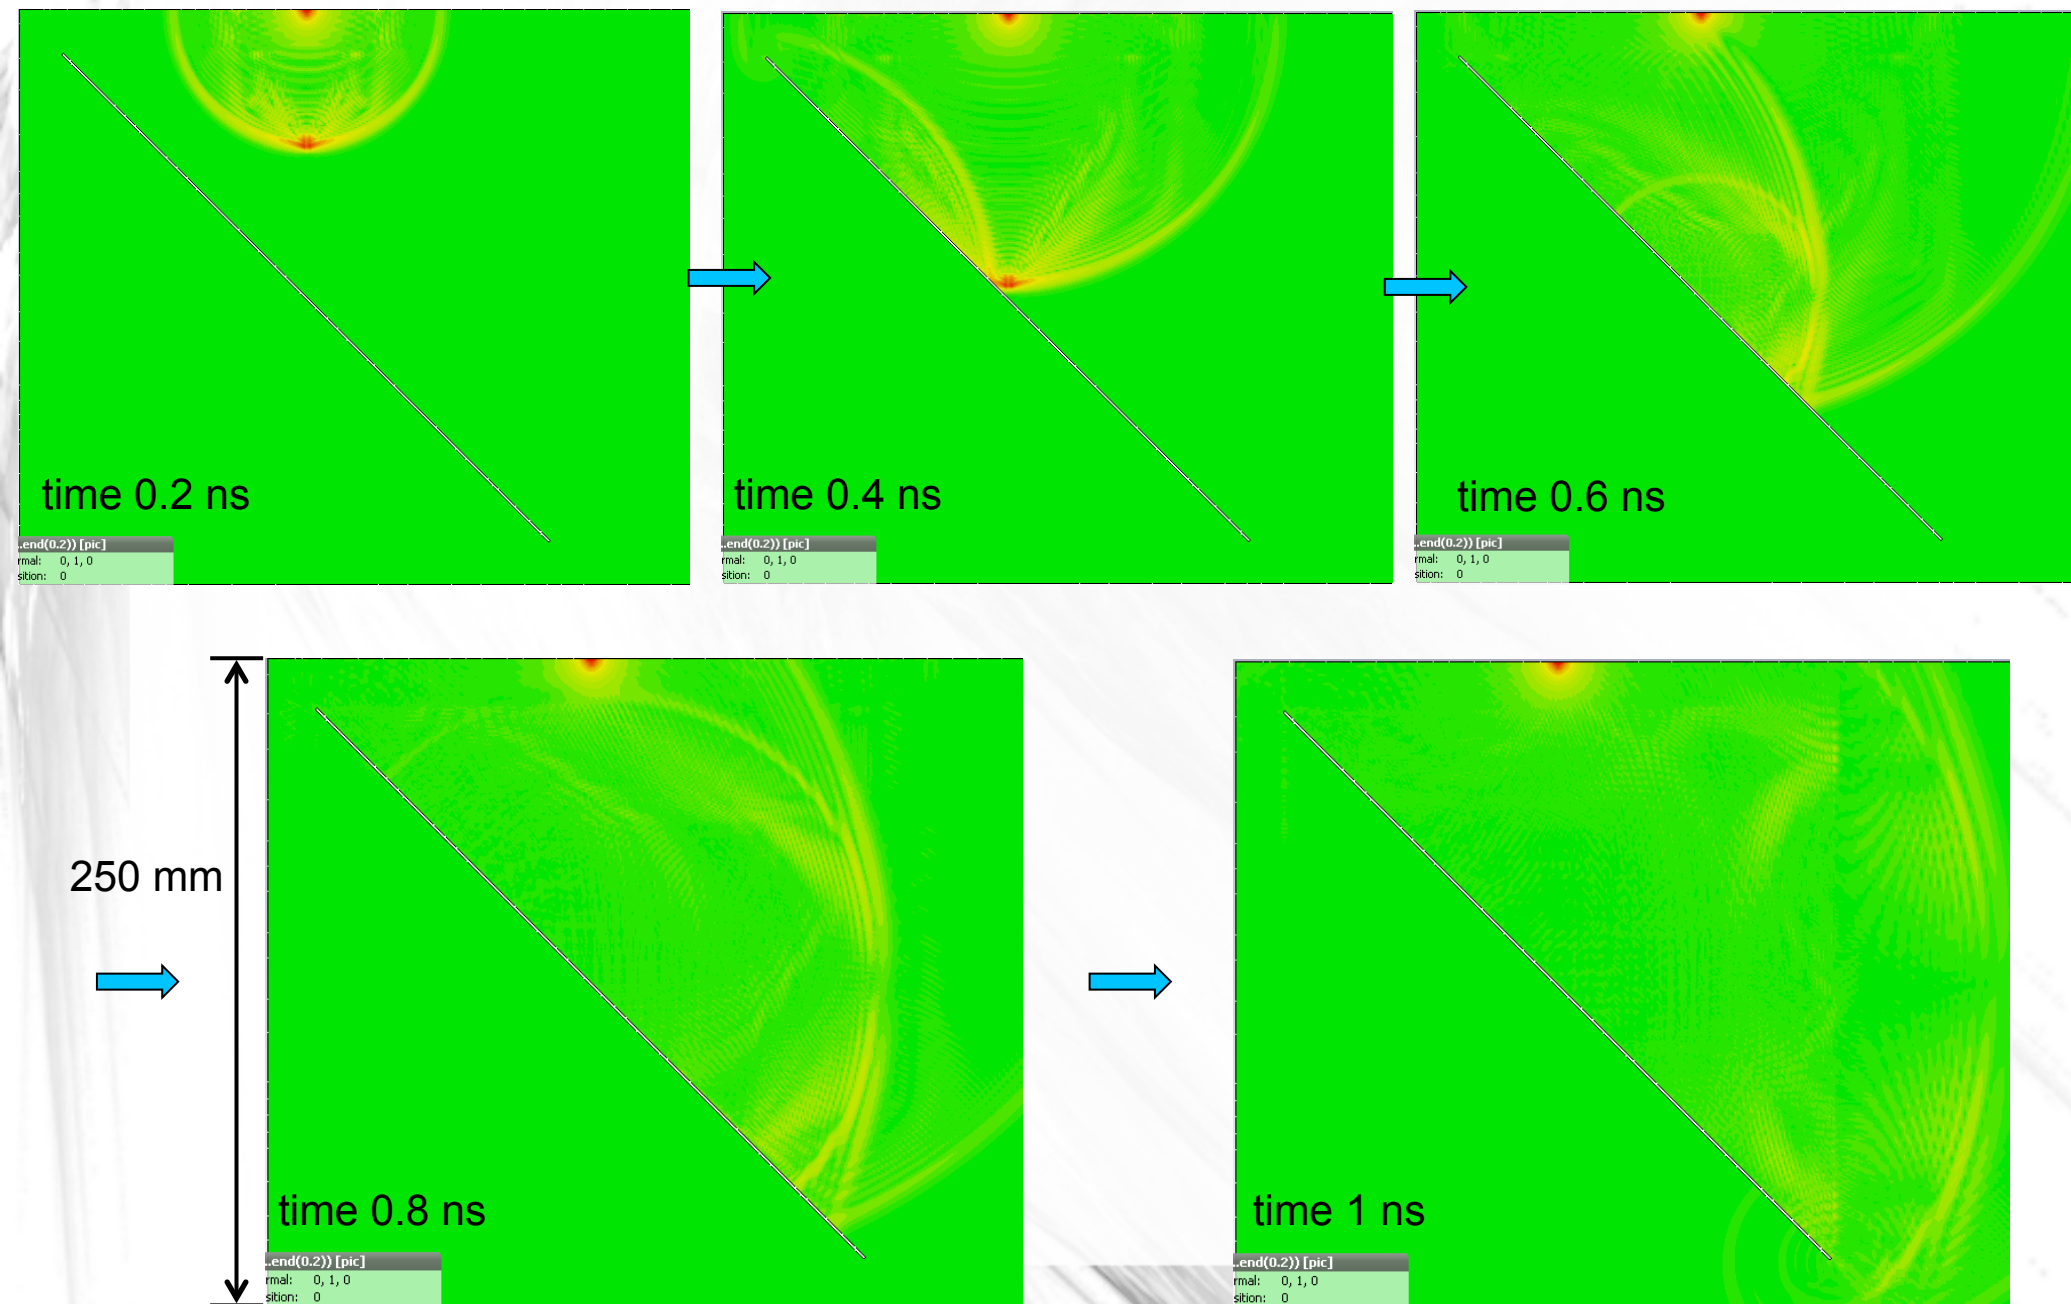 time 0.2 ns
..end(0.2)) [pic]
rmal: 0, 1, 0
sition: 0
time 0.4 ns
..end(0.2)) [pic]
rmal: 0, 1, 0
sition: 0
time 0.6 ns
..end(0.2)) [pic]
rmal: 0, 1, 0
sition: 0
250 mm
time 0.8 ns
..end(0.2)) [pic]
rmal: 0, 1, 0
sition: 0
time 1 ns
..end(0.2)) [pic]
rmal: 0, 1, 0
sition: 0